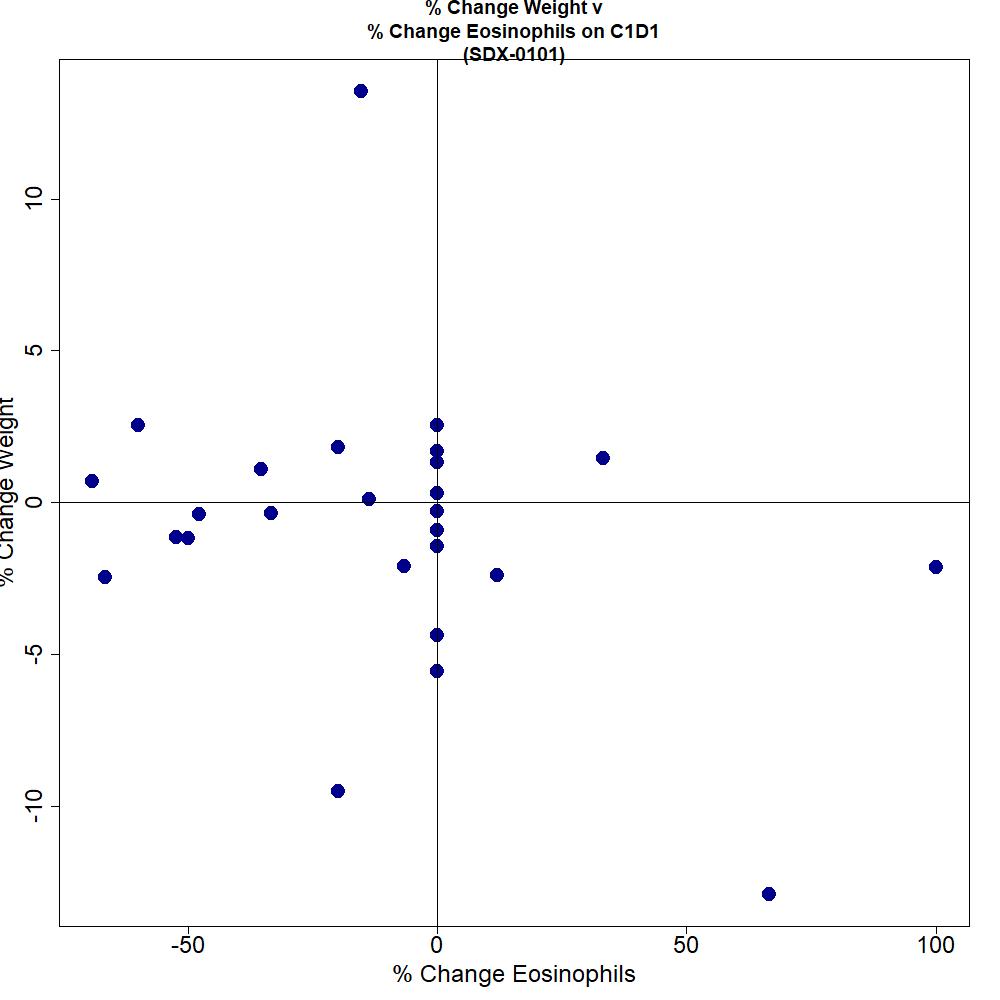 % Change Weight v
% Change Eosinophils on C1D1
(SDX-0101)
10
5
0
-5
-10
% Change Weight
-50
0
50
100
% Change Eosinophils